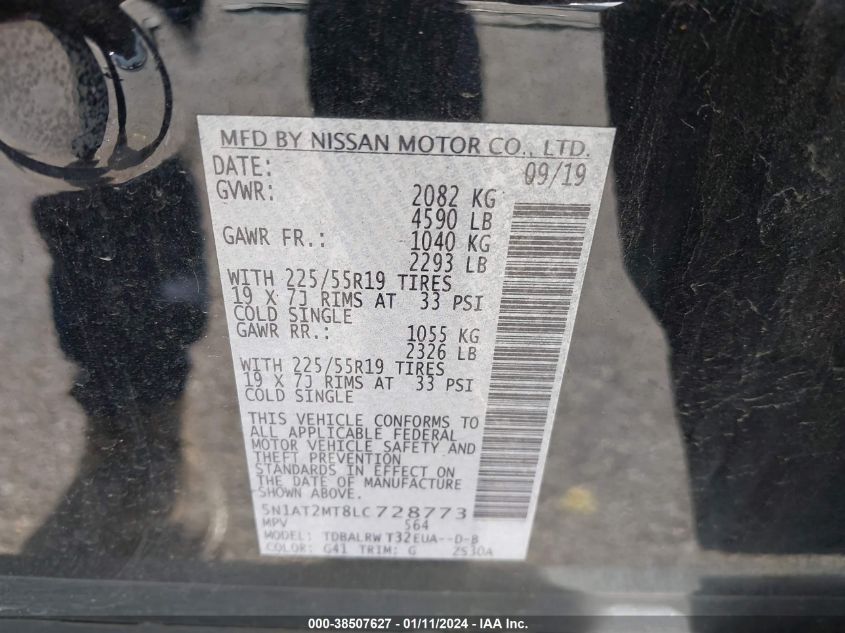 MFD BY NISSAN MOTOR CO., LTD.
DATE: 09/19
GVWR: 2082 KG
4590 LB
GAWR FR.: 1040 KG
2293 LB
WITH 225/55R19 TIRES
19 X 7J RIMS AT 33 PSI
COLD SINGLE
GAWR RR.: 1055 KG
2326 LB
WITH 225/55R19 TIRES
19 X 7J RIMS AT 33 PSI
COLD SINGLE
THIS VEHICLE CONFORMS TO
ALL APPLICABLE FEDERAL
MOTOR VEHICLE SAFETY AND
THEFT PREVENTION
STANDARDS IN EFFECT ON
THE DATE OF MANUFACTURE
SHOWN ABOVE.
5N1AT2MT8LC728773
MPV 564
MODEL: TDBALRW T32EUA--D-B
COLOR: G41 TRIM: G 2S30A
000-38507627 - 01/11/2024 - IAA Inc.